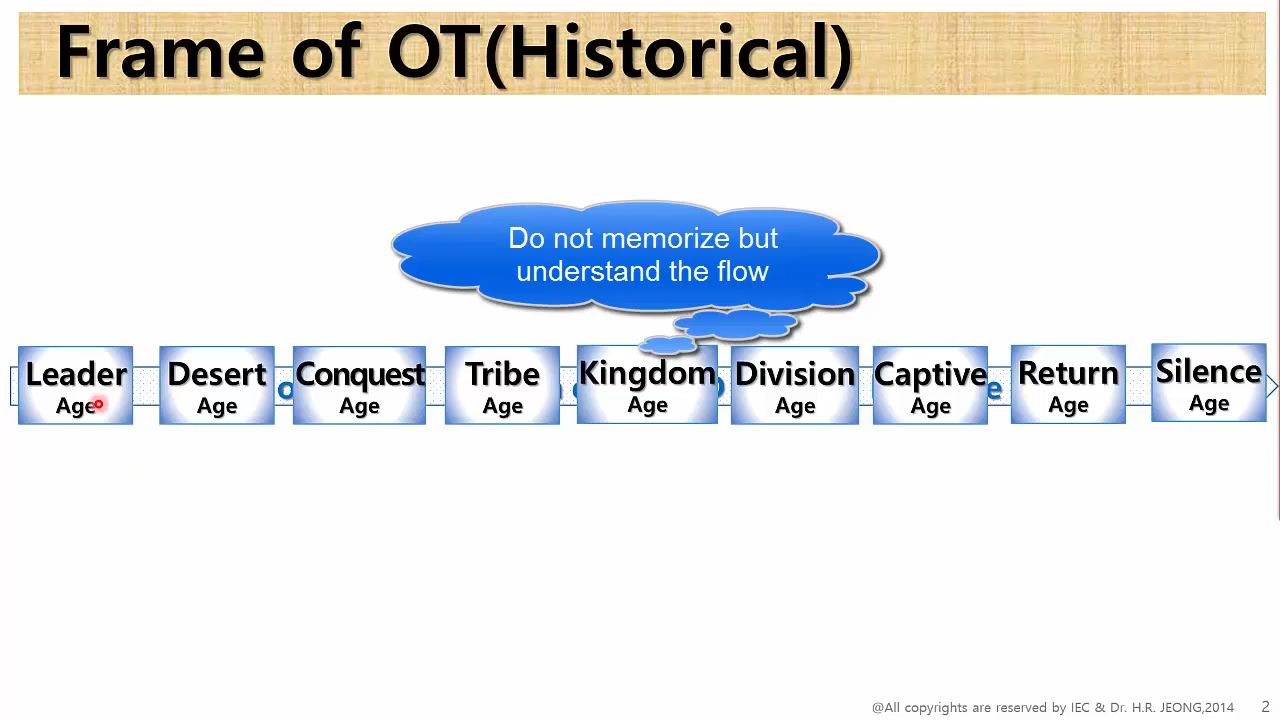 Frame of OT(Historical)
Do not memorize but
understand the flow
Leader
Age
Desert
Age
Conquest
Age
Tribe
Age
Kingdom
Age
Division
Age
Captive
Age
Return
Age
Silence
Age
@All copyrights are reserved by IEC & Dr. H.R. JEONG,2014
2